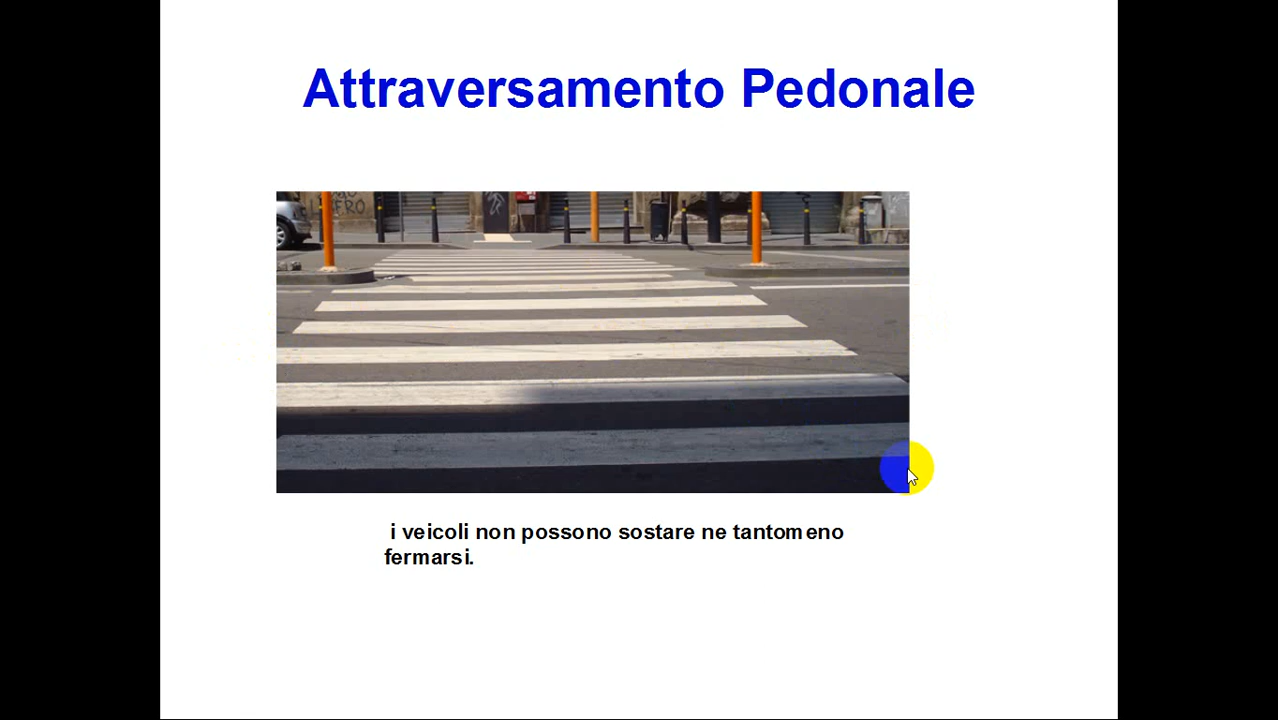 Attraversamento Pedonale
i veicoli non possono sostare ne tantomeno
fermarsi.